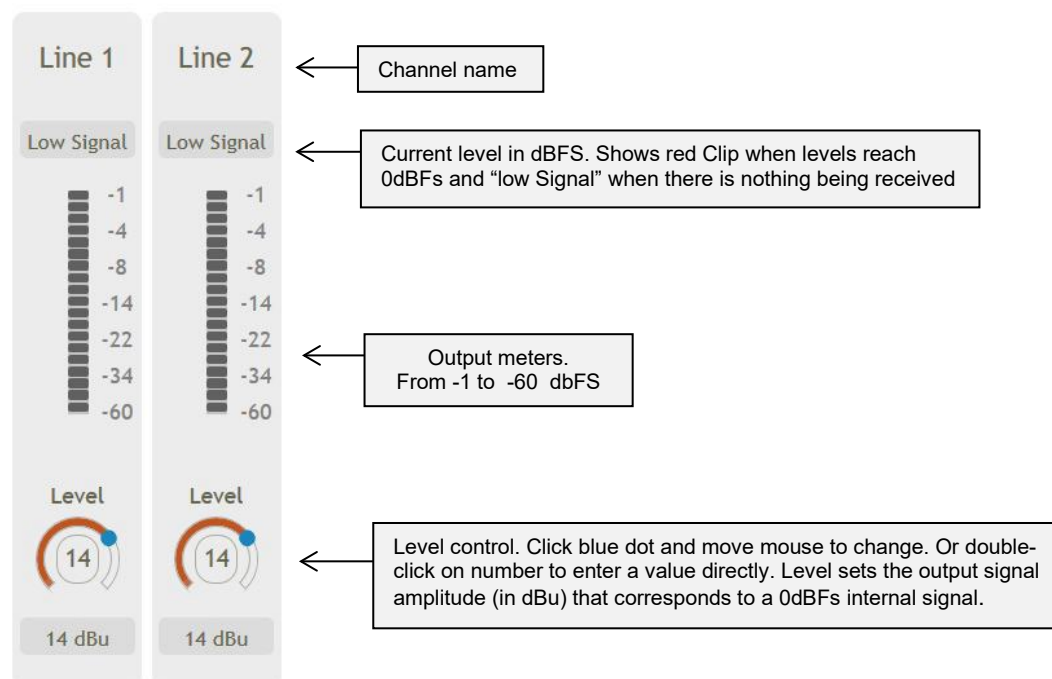 Line 1
Line 2
Channel name
Low Signal
Low Signal
Current level in dBFS. Shows red Clip when levels reach
0dBFs and “low Signal” when there is nothing being received
-1
-4
-8
-14
-22
-34
-60
-1
-4
-8
-14
-22
-34
-60
Output meters.
From -1 to -60 dbFS
Level
Level
14
14
Level control. Click blue dot and move mouse to change. Or double-
click on number to enter a value directly. Level sets the output signal
amplitude (in dBu) that corresponds to a 0dBFs internal signal.
14 dBu
14 dBu